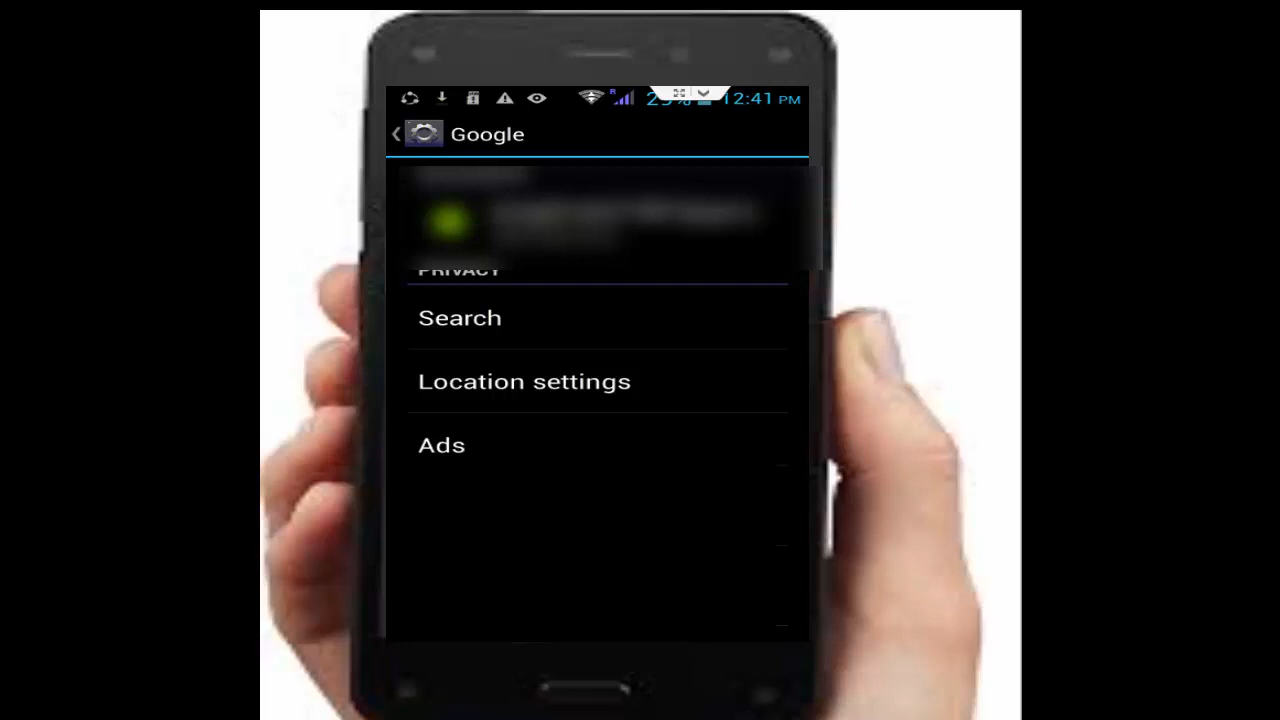 R
12:41 PM
Google
PRIVACY
Search
Location settings
Ads